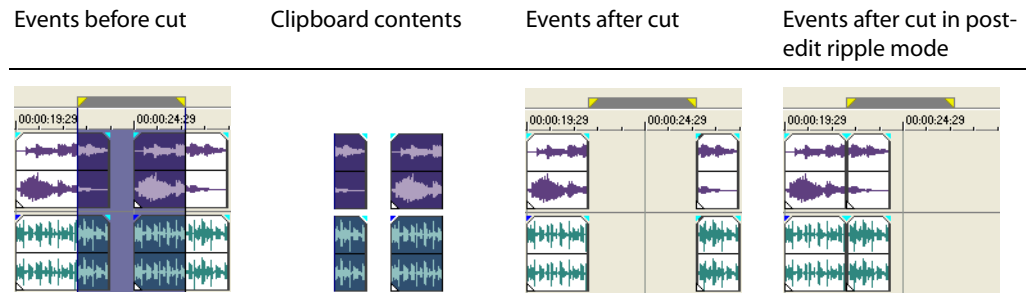 Events before cut
Clipboard contents
Events after cut
Events after cut in post-
edit ripple mode
00:00:19:29 00:00:24:29
00:00:19:29 00:00:24:29
00:00:19:29 00:00:24:29